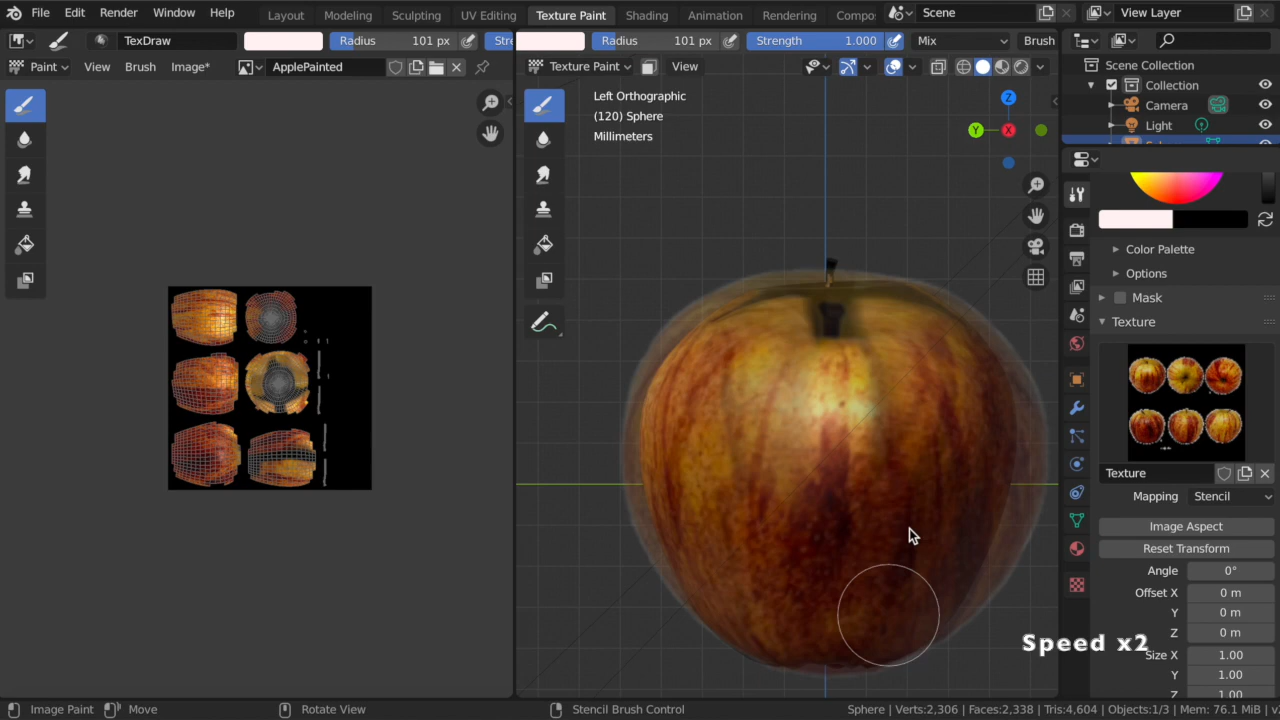 File Edit Render Window Help Layout Modeling Sculpting UV Editing Texture Paint Shading Animation Rendering Compo Scene View Layer
TexDraw Radius 101 px Stre Radius 101 px Strength 1.000 Mix Brush
Paint View Brush Image* ApplePainted Texture Paint View
Left Orthographic
(120) Sphere
Millimeters
Z
Y
X
Scene Collection
Collection
Camera
Light
Color Palette
Options
Mask
Texture
Texture
Mapping Stencil
Image Aspect
Reset Transform
Angle 0°
Offset X 0 m
Y 0 m
Z 0 m
Speed x2
Size X 1.00
Y 1.00
Z 1.00
Image Paint Move Rotate View Stencil Brush Control Sphere | Verts:2,306 | Faces:2,338 | Tris:4,604 | Objects:1/3 | Mem: 76.1 MiB | v